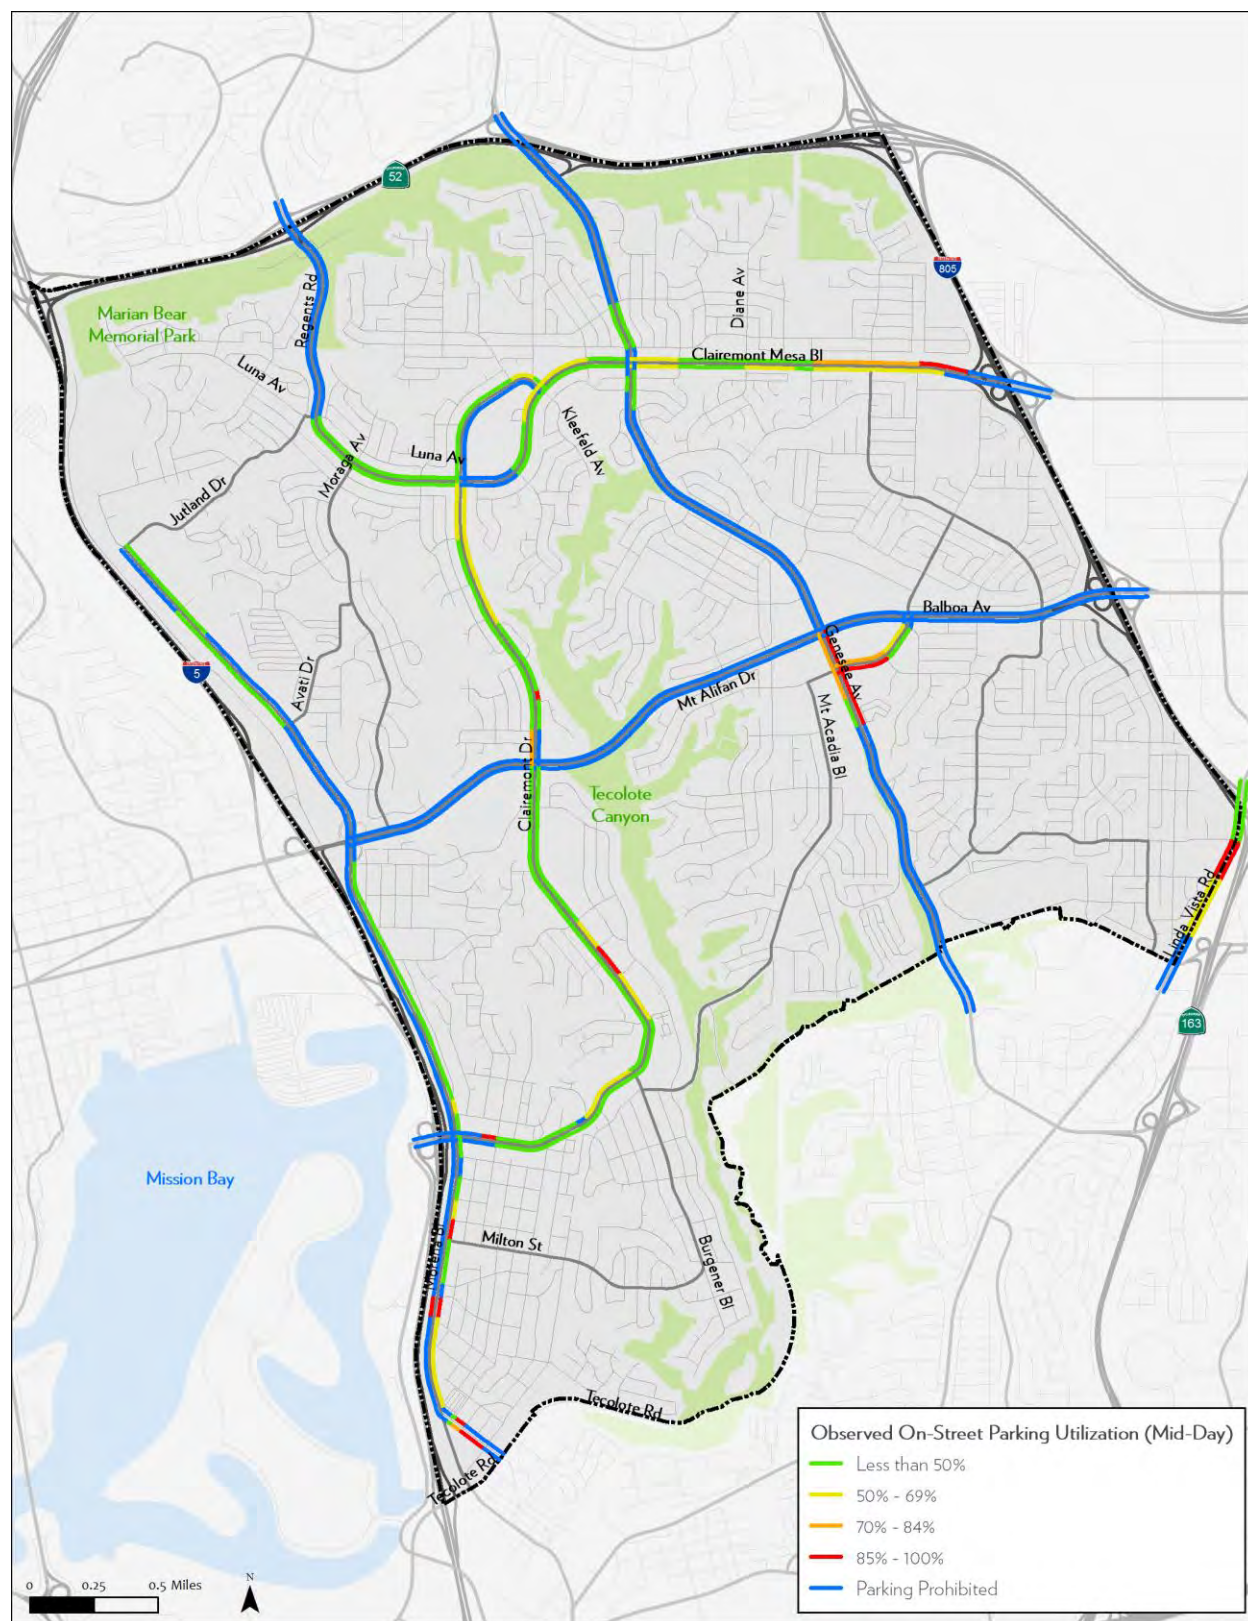 52
805
Marian Bear
Memorial Park
Regents Rd
Diane Av
Clairemont Mesa Bl
Luna Av
Kleefeld Av
Luna Av
Moraga Av
Jutland Dr
Balboa Av
Genesee Av
5
Avati Dr
Mt Alifan Dr
Mt Acadia Bl
Clairemont Dr
Tecolote
Canyon
Linda Vista Rd
163
Mission Bay
Morena Bl
Milton St
Burgener Bl
Tecolote Rd
Tecolote Rd
Observed On-Street Parking Utilization (Mid-Day)
Less than 50%
50% - 69%
70% - 84%
85% - 100%
Parking Prohibited
0 0.25 0.5 Miles
N